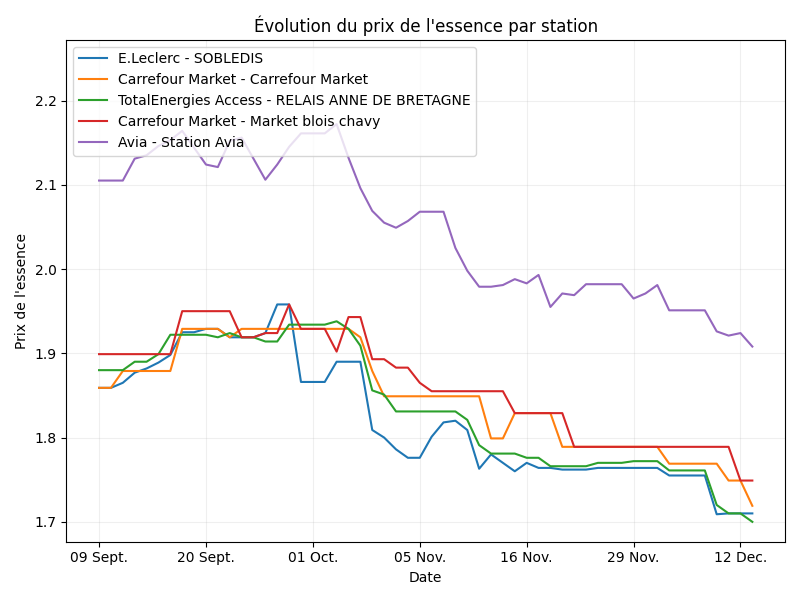 Évolution du prix de l'essence par station
E.Leclerc - SOBLEDIS
Carrefour Market - Carrefour Market
TotalEnergies Access - RELAIS ANNE DE BRETAGNE
Carrefour Market - Market blois chavy
Avia - Station Avia
Prix de l'essence
2.2
2.1
2.0
1.9
1.8
1.7
09 Sept.
20 Sept.
01 Oct.
05 Nov.
16 Nov.
29 Nov.
12 Dec.
Date